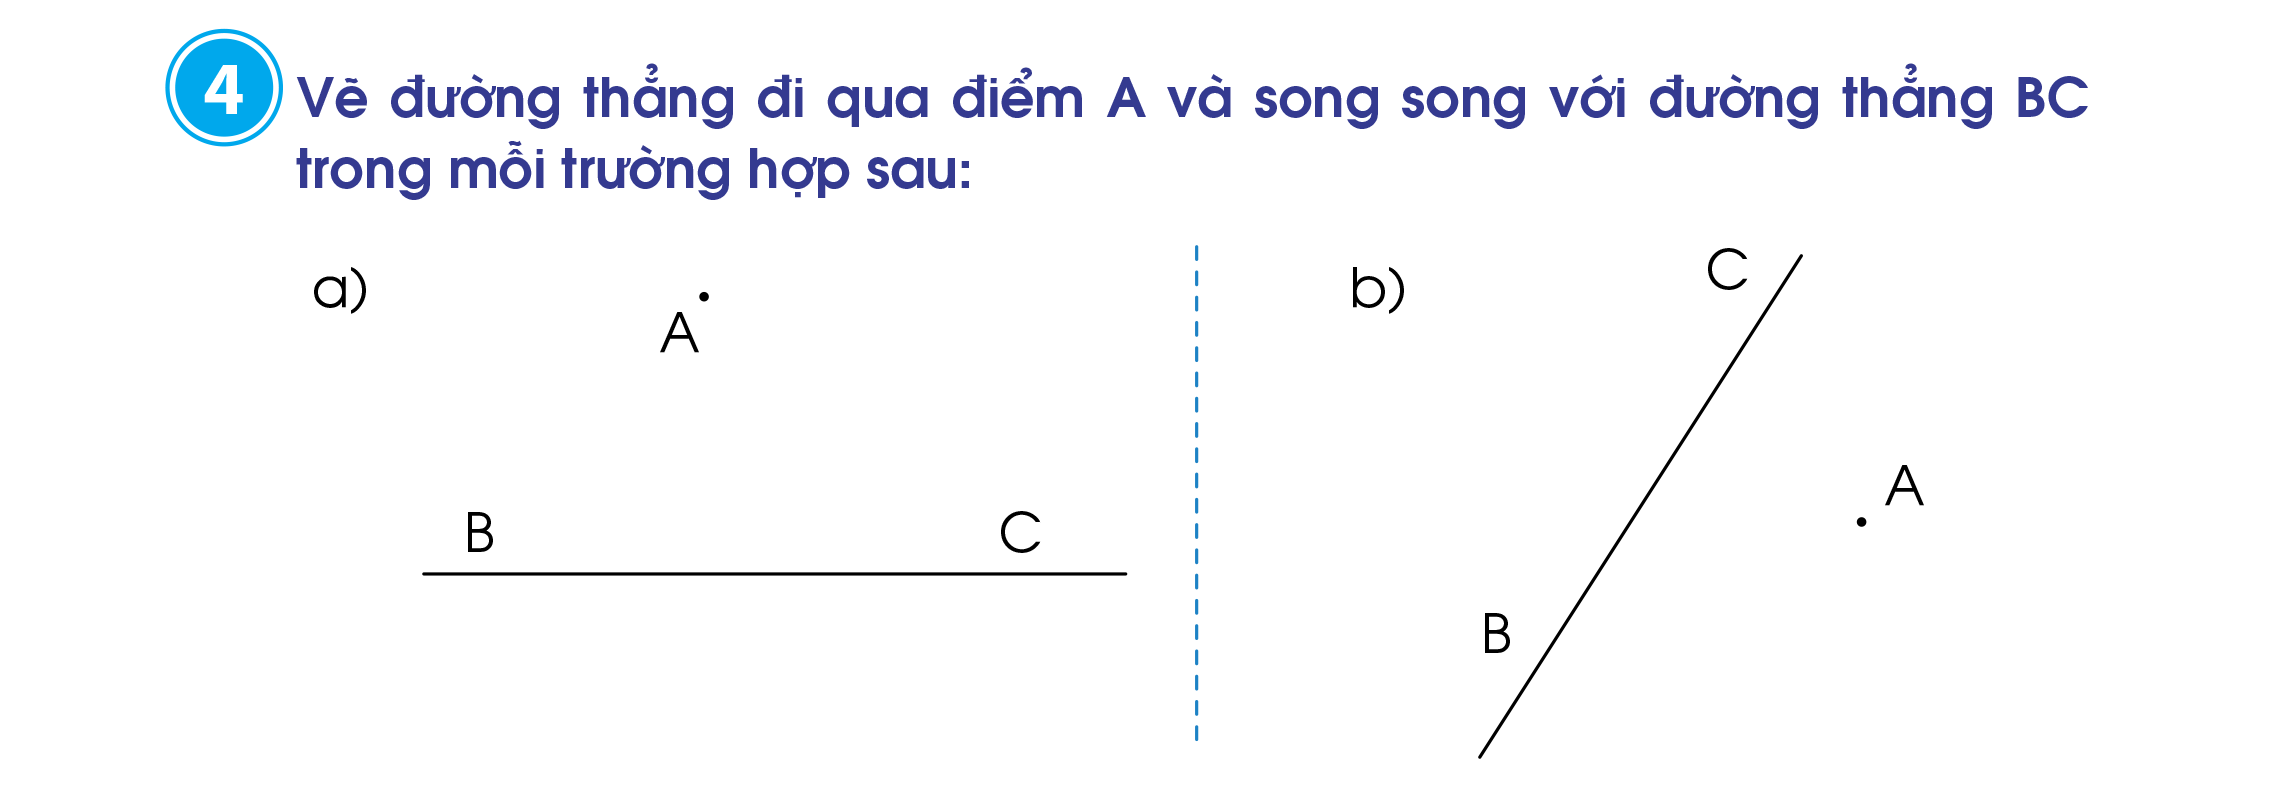 4 Vẽ đường thẳng đi qua điểm A và song song với đường thẳng BC
trong mỗi trường hợp sau:
a)
A
B C
b)
C
A
B